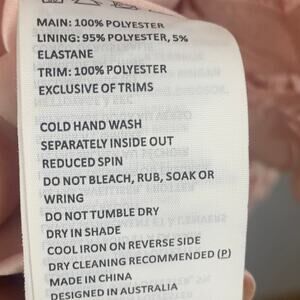 MAIN: 100% POLYESTER
LINING: 95% POLYESTER, 5%
ELASTANE
TRIM: 100% POLYESTER
EXCLUSIVE OF TRIMS
COLD HAND WASH
SEPARATELY INSIDE OUT
REDUCED SPIN
DO NOT BLEACH, RUB, SOAK OR
WRING
DO NOT TUMBLE DRY
DRY IN SHADE
COOL IRON ON REVERSE SIDE
DRY CLEANING RECOMMENDED (P)
MADE IN CHINA
DESIGNED IN AUSTRALIA